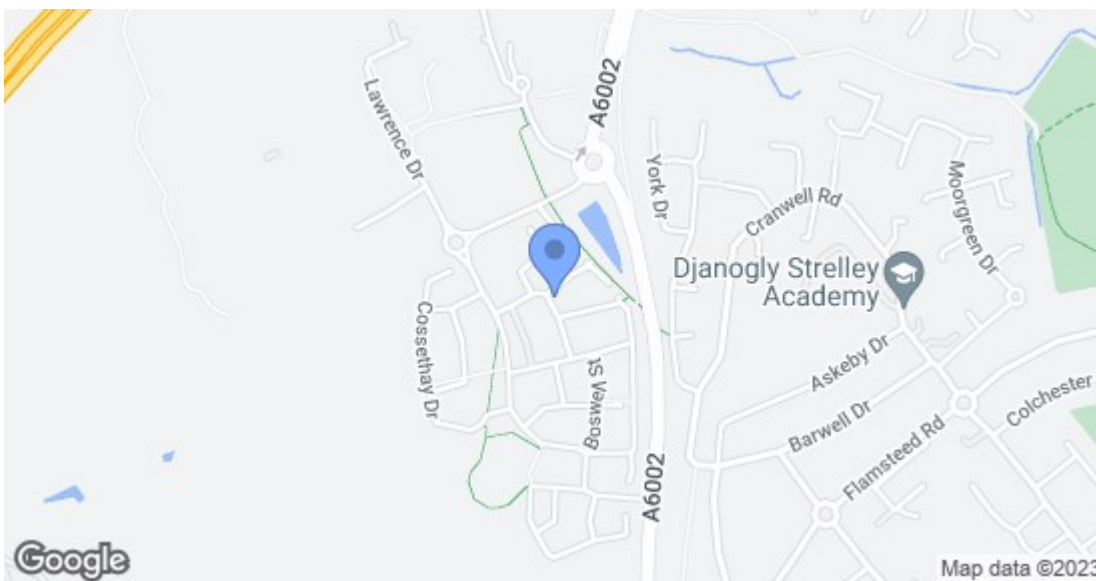 A6002
Lawrence Dr
York Dr
Moorgreen Dr
Cranwell Rd
Djanogly Strelley
Academy
Cossethay Dr
Boswell St
Askeby Dr
Barwell Dr
Colchester
Flamsteed Rd
A6002
Google
Map data ©2023